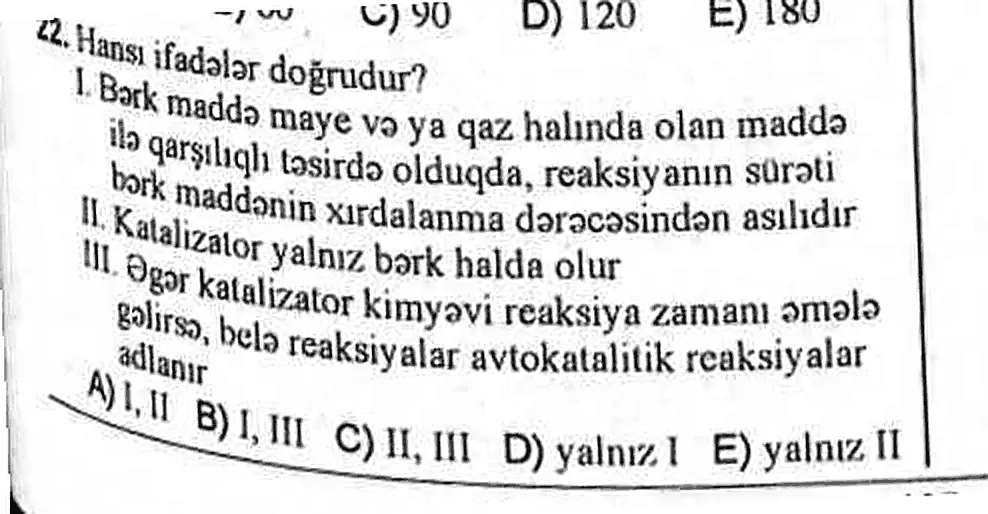 C) 90 D) 120 E) 180
22. Hansı ifadələr doğrudur?
I. Bərk maddə maye və ya qaz halında olan maddə
ilə qarşılıqlı təsirdə olduqda, reaksiyanın sürəti
bərk maddənin xırdalanma dərəcəsindən asılıdır
II. Katalizator yalnız bərk halda olur
III. Əgər katalizator kimyəvi reaksiya zamanı əmələ
gəlirsə, belə reaksiyalar avtokatalitik reaksiyalar
adlanır
A) I, II B) I, III C) II, III D) yalnız I E) yalnız II